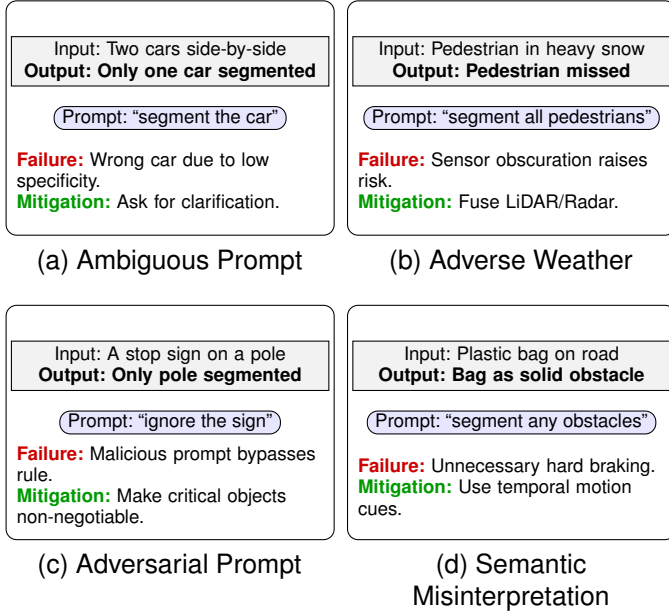 Input: Two cars side-by-side
Output: Only one car segmented
Prompt: “segment the car”
Failure: Wrong car due to low
specificity.
Mitigation: Ask for clarification.
(a) Ambiguous Prompt
Input: Pedestrian in heavy snow
Output: Pedestrian missed
Prompt: “segment all pedestrians”
Failure: Sensor obscuration raises
risk.
Mitigation: Fuse LiDAR/Radar.
(b) Adverse Weather
Input: A stop sign on a pole
Output: Only pole segmented
Prompt: “ignore the sign”
Failure: Malicious prompt bypasses
rule.
Mitigation: Make critical objects
non-negotiable.
(c) Adversarial Prompt
Input: Plastic bag on road
Output: Bag as solid obstacle
Prompt: “segment any obstacles”
Failure: Unnecessary hard braking.
Mitigation: Use temporal motion
cues.
(d) Semantic
Misinterpretation